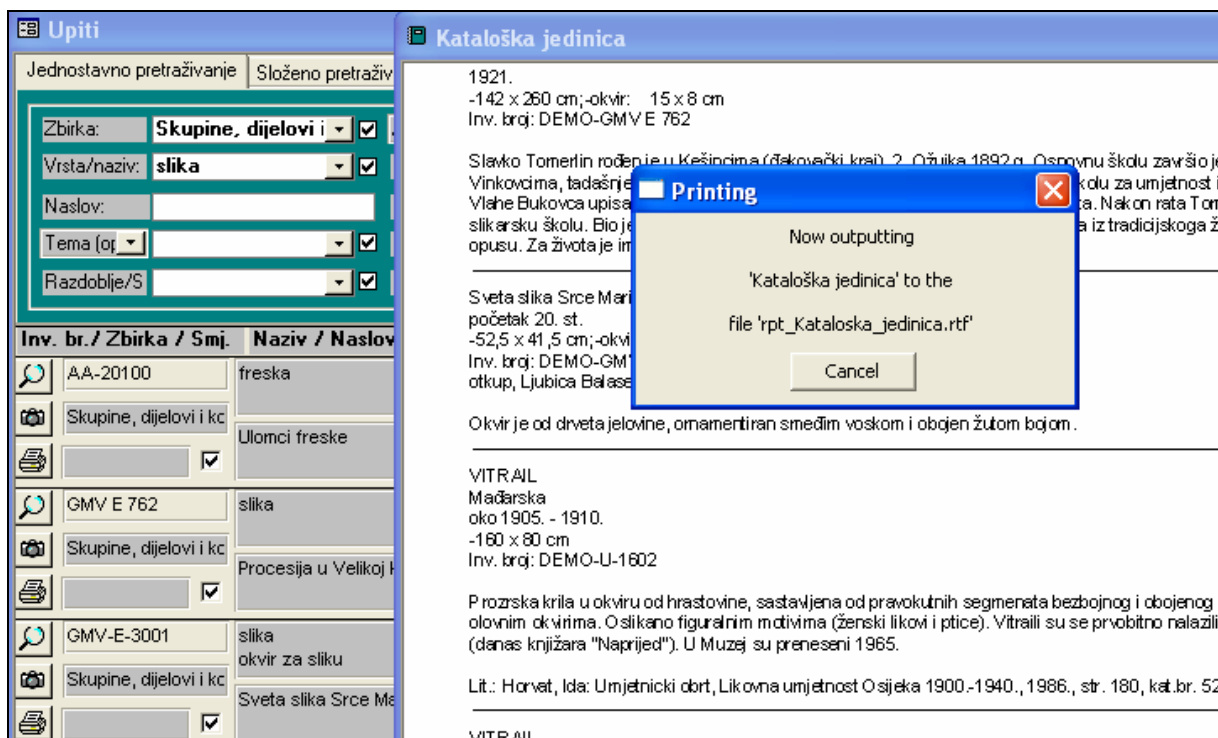 Upiti
Jednostavno pretraživanje
Složeno pretraživ
Zbirka:
Skupine, dijelovi i
Vrsta/naziv:
slika
Naslov:
Tema (op
Razdoblje/S
Inv. br./ Zbirka / Smj.
Naziv / Naslov
AA-20100
freska
Skupine, dijelovi i kc
Ulomci freske
GMV E 762
slika
Skupine, dijelovi i kc
Procesija u Velikoj
GMV-E-3001
slika
okvir za sliku
Skupine, dijelovi i kc
Sveta slika Srce Ma
Kataloška jedinica
1921.
-142 x 260 cm;-okvir: 15 x 8 cm
Inv. broj: DEMO-GMV E 762
Slavko Tomerlin rođen je u Kešincima (đakovački kraj), 2. Ožujka 1892 g. Osnovnu školu završio je
Vinkovcima, tadašnje kolu za umjetnost i
Vlahe Bukovca upisa ta. Nakon rata Tom
slikarsku školu. Bio je a iz tradicijskoga ž
opusu. Za života je im
Sveta slika Srce Mari
početak 20. st.
-52,5 x 41,5 cm;-okvi
Inv. broj: DEMO-GM
otkup, Ljubica Balase
Okvir je od drveta jelovine, ornamentiran smeđim voskom i obojen žutom bojom.
VITRAIL
Mađarska
oko 1905. - 1910.
-160 x 80 cm
Inv. broj: DEMO-U-1602
Prozrska krila u okviru od hrastovine, sastavljena od pravokutnih segmenata bezbojnog i obojenog
olovnim okvirima. Oslikano figuralnim motivima (ženski likovi i ptice). Vitraili su se prvobitno nalazili
(danas knjižara "Naprijed"). U Muzej su preneseni 1965.
Lit.: Horvat, Ida: Umjetnicki obrt, Likovna umjetnost Osijeka 1900.-1940., 1986., str. 180, kat.br. 52
VITRAIL
Printing
Now outputting
'Kataloška jedinica' to the
file 'rpt_Kataloska_jedinica.rtf'
Cancel